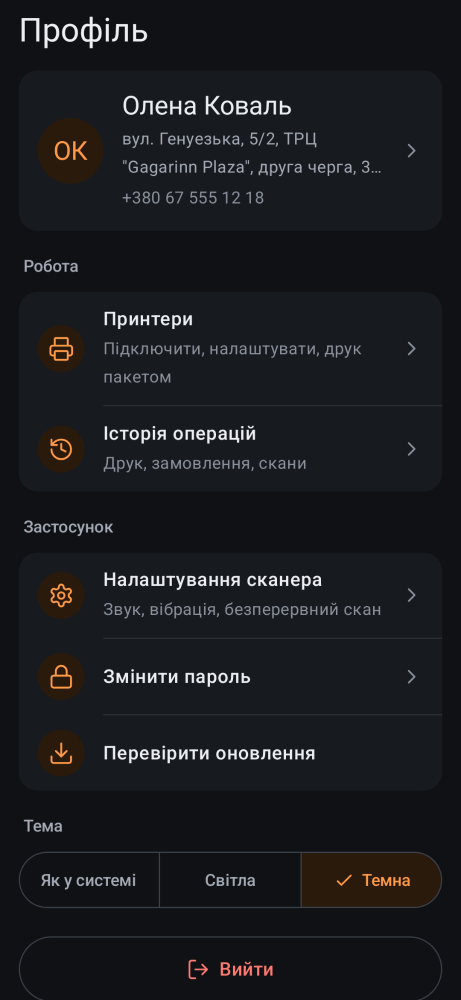 Профіль
ОК
Олена Коваль
вул. Генуезька, 5/2, ТРЦ
"Gagarinn Plaza", друга черга, 3...
+380 67 555 12 18
Робота
Принтери
Підключити, налаштувати, друк
пакетом
Історія операцій
Друк, замовлення, скани
Застосунок
Налаштування сканера
Звук, вібрація, безперервний скан
Змінити пароль
Перевірити оновлення
Тема
Як у системі
Світла
Темна
Вийти